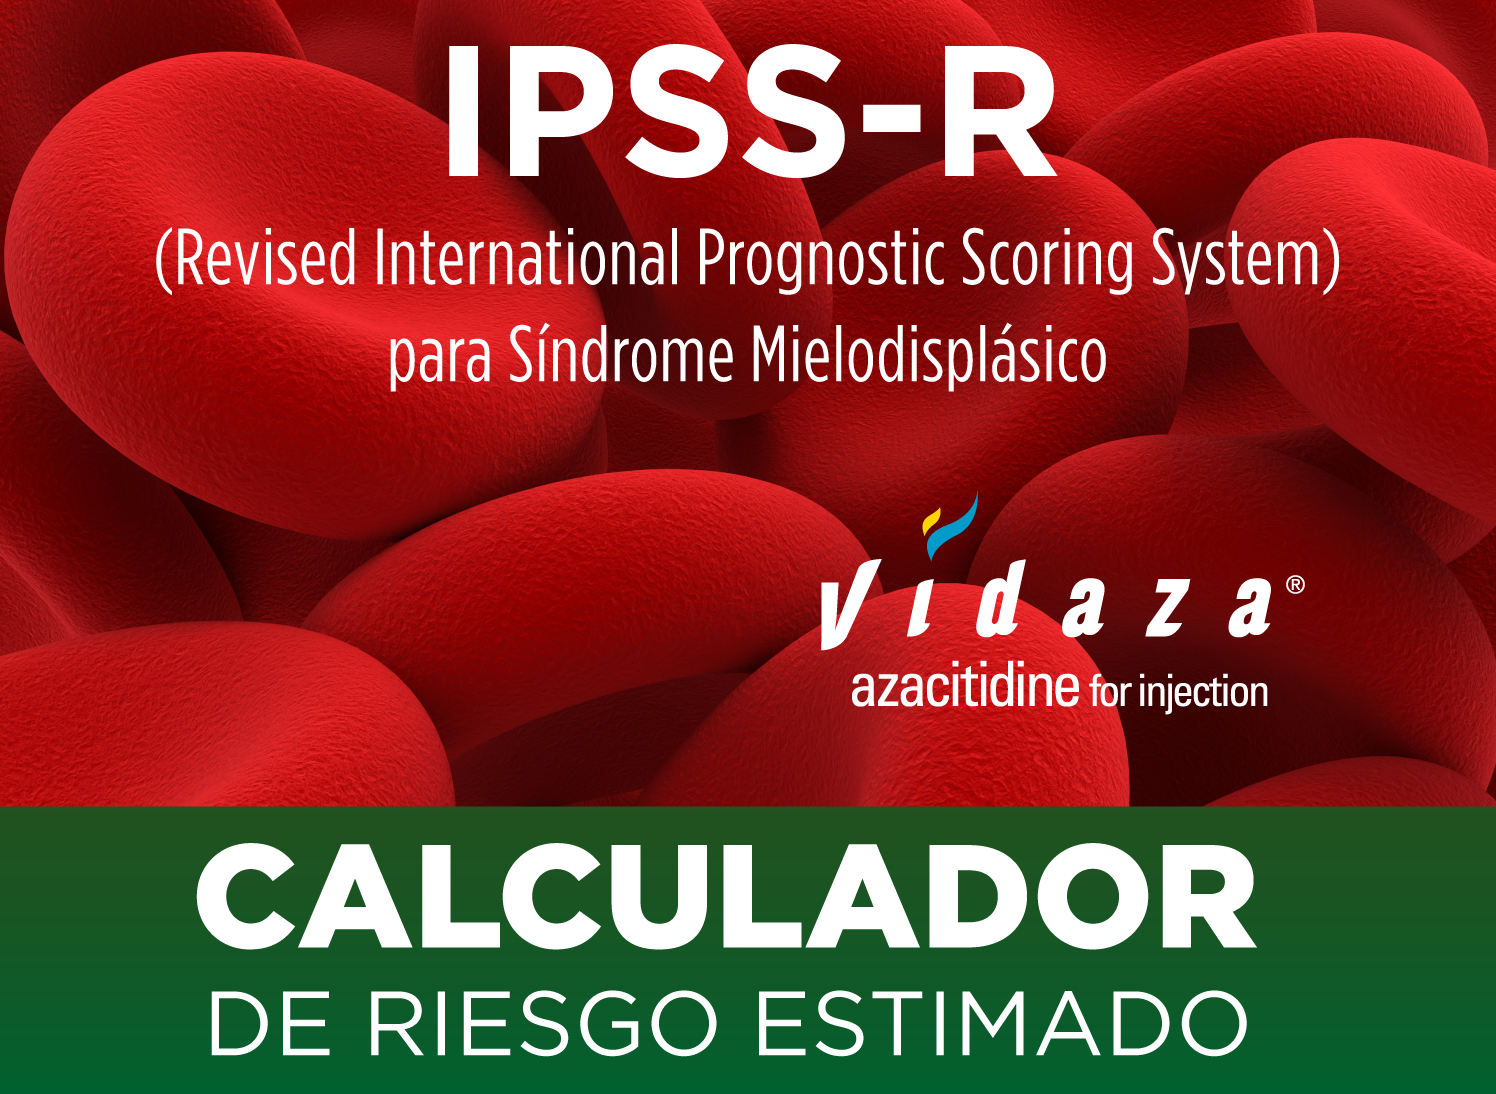 IPSS-R
(Revised International Prognostic Scoring System)
para Síndrome Mielodisplásico
Vidaza®
azacitidine for injection
CALCULADOR
DE RIESGO ESTIMADO